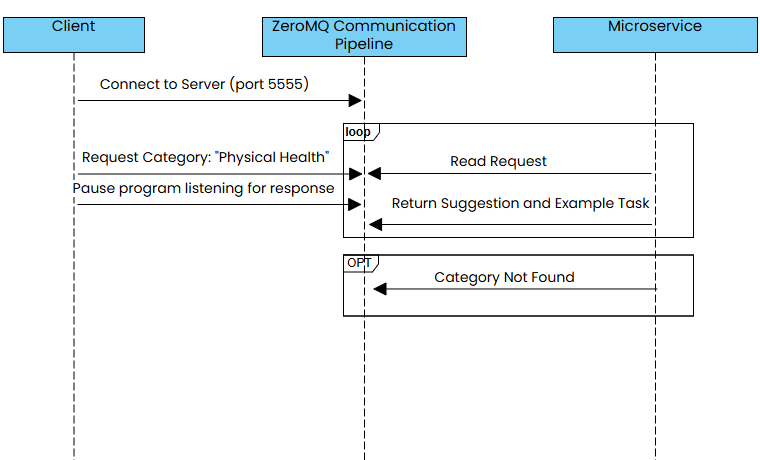 Client
ZeroMQ Communication
Pipeline
Microservice
Connect to Server (port 5555)
loop
Request Category: "Physical Health"
Read Request
Pause program listening for response
Return Suggestion and Example Task
OPT
Category Not Found